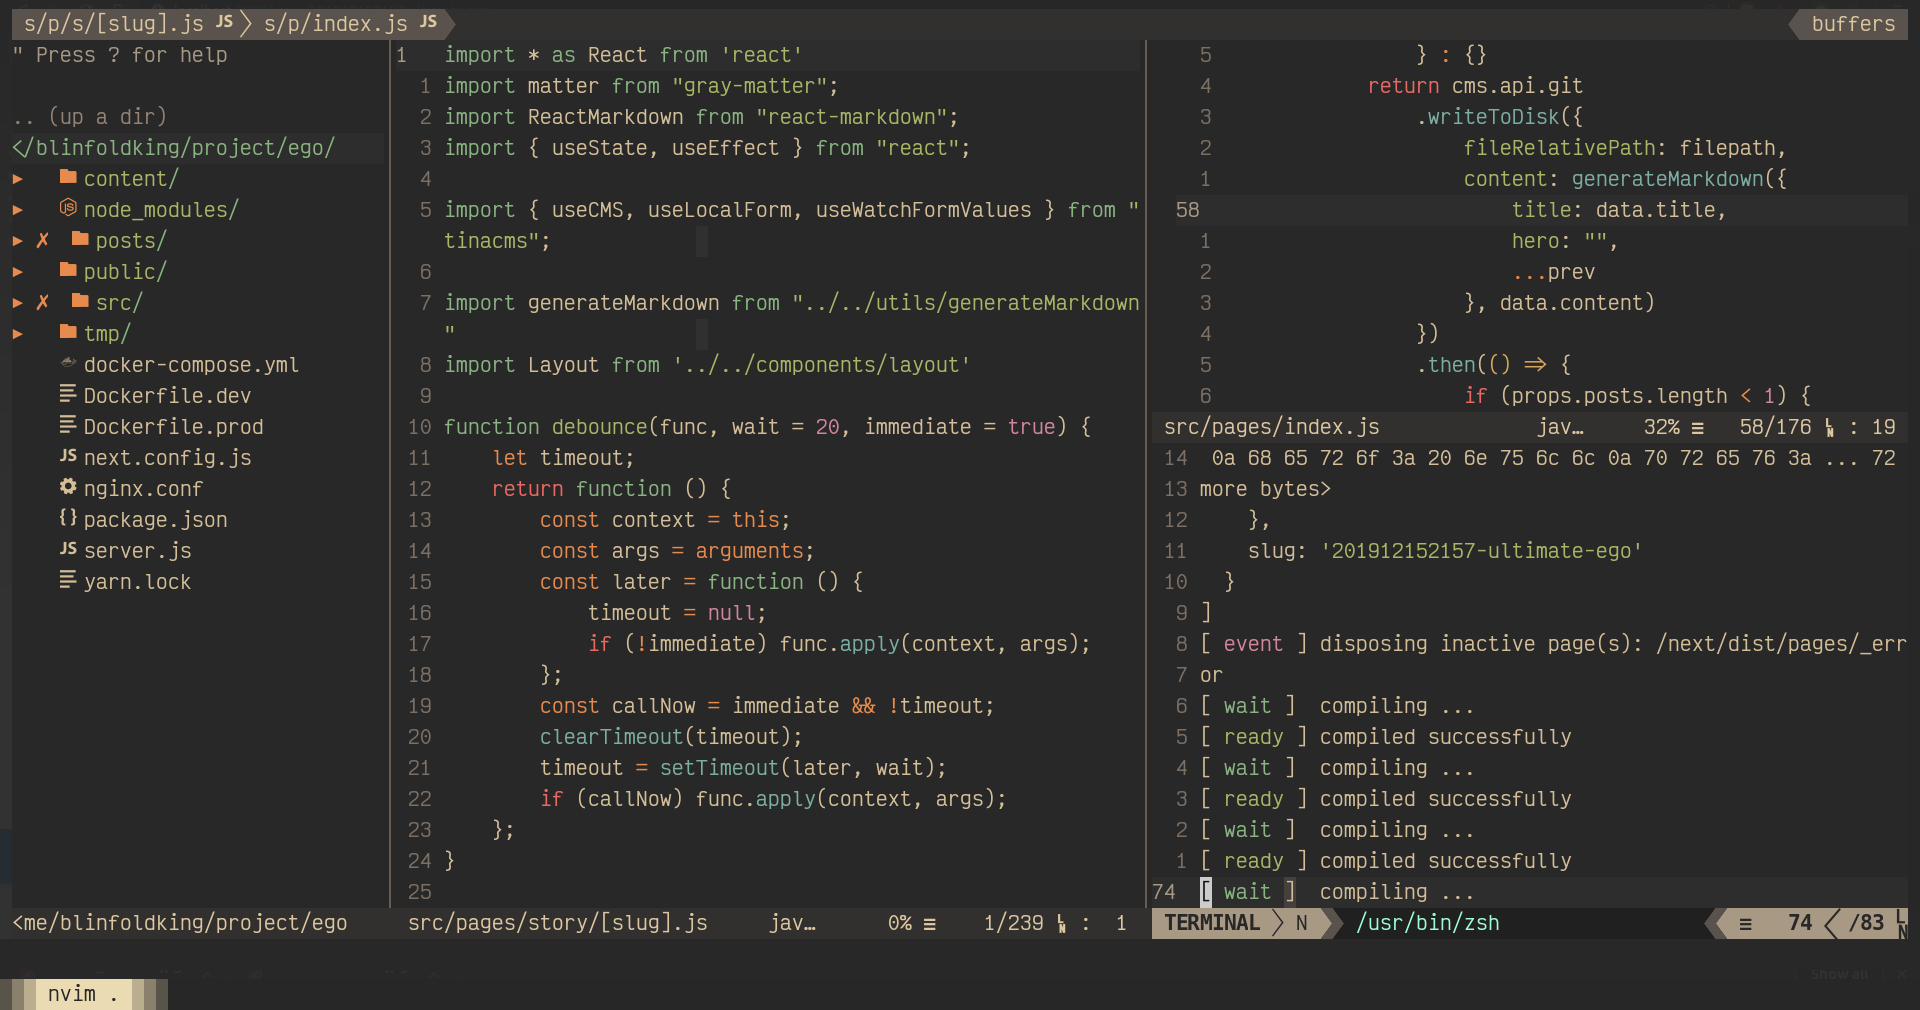 s/p/s/[slug].js JS s/p/index.js JS buffers
" Press ? for help
.. (up a dir)
</blinfoldking/project/ego/
▸ content/
▸ node_modules/
▸ ✗ posts/
▸ public/
▸ ✗ src/
▸ tmp/
docker-compose.yml
Dockerfile.dev
Dockerfile.prod
JS next.config.js
nginx.conf
{} package.json
JS server.js
yarn.lock
<me/blinfoldking/project/ego
1 import * as React from 'react'
1 import matter from "gray-matter";
2 import ReactMarkdown from "react-markdown";
3 import { useState, useEffect } from "react";
4
5 import { useCMS, useLocalForm, useWatchFormValues } from "
tinacms";
6
7 import generateMarkdown from "../../utils/generateMarkdown
"
8 import Layout from '../../components/layout'
9
10 function debounce(func, wait = 20, immediate = true) {
11 let timeout;
12 return function () {
13 const context = this;
14 const args = arguments;
15 const later = function () {
16 timeout = null;
17 if (!immediate) func.apply(context, args);
18 };
19 const callNow = immediate && !timeout;
20 clearTimeout(timeout);
21 timeout = setTimeout(later, wait);
22 if (callNow) func.apply(context, args);
23 };
24 }
25
src/pages/story/[slug].js jav… 0% ≡ 1/239 LN : 1
5 } : {}
4 return cms.api.git
3 .writeToDisk({
2 fileRelativePath: filepath,
1 content: generateMarkdown({
58 title: data.title,
1 hero: "",
2 ...prev
3 }, data.content)
4 })
5 .then(() => {
6 if (props.posts.length < 1) {
src/pages/index.js jav… 32% ≡ 58/176 LN : 19
14 0a 68 65 72 6f 3a 20 6e 75 6c 6c 0a 70 72 65 76 3a ... 72
13 more bytes>
12 },
11 slug: '201912152157-ultimate-ego'
10 }
9 ]
8 [ event ] disposing inactive page(s): /next/dist/pages/_err
7 or
6 [ wait ] compiling ...
5 [ ready ] compiled successfully
4 [ wait ] compiling ...
3 [ ready ] compiled successfully
2 [ wait ] compiling ...
1 [ ready ] compiled successfully
74 [ wait ] compiling ...
TERMINAL N /usr/bin/zsh ≡ 74 /83 LN
Show all
nvim .